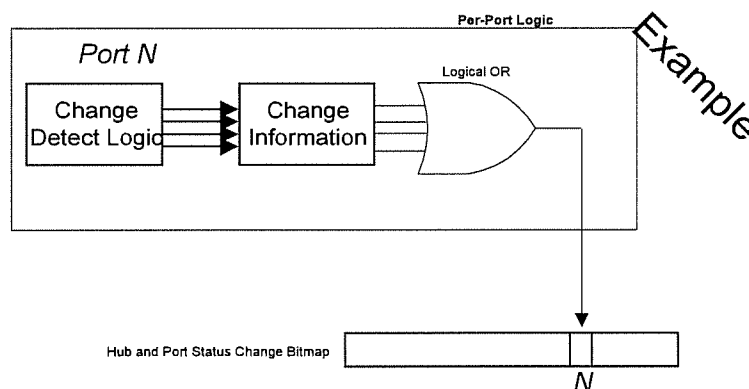 Per-Port Logic
Example
Port N
Logical OR
Change
Detect Logic
Change
Information
Hub and Port Status Change Bitmap
N